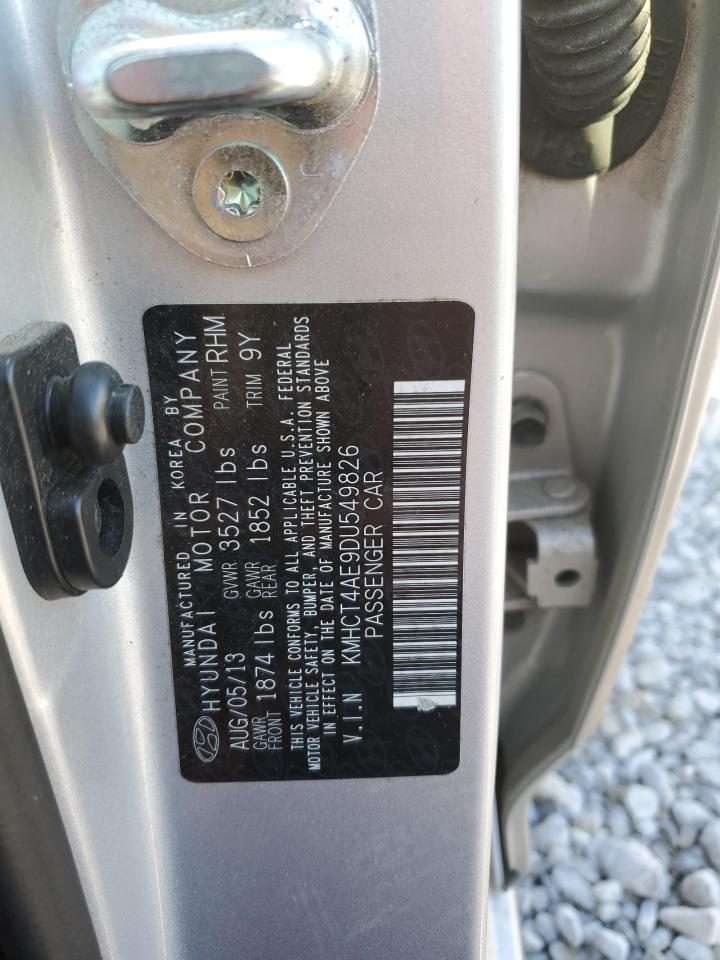 MANUFACTURED IN KOREA BY
HYUNDAI MOTOR COMPANY
AUG/05/13 GVWR 3527 lbs PAINT RHM
GAWR FRONT 1874 lbs GAWR REAR 1852 lbs TRIM 9Y
THIS VEHICLE CONFORMS TO ALL APPLICABLE U.S.A. FEDERAL
MOTOR VEHICLE SAFETY, BUMPER, AND THEFT PREVENTION STANDARDS
IN EFFECT ON THE DATE OF MANUFACTURE SHOWN ABOVE
V.I.N KMHCT4AE9DU549826
PASSENGER CAR